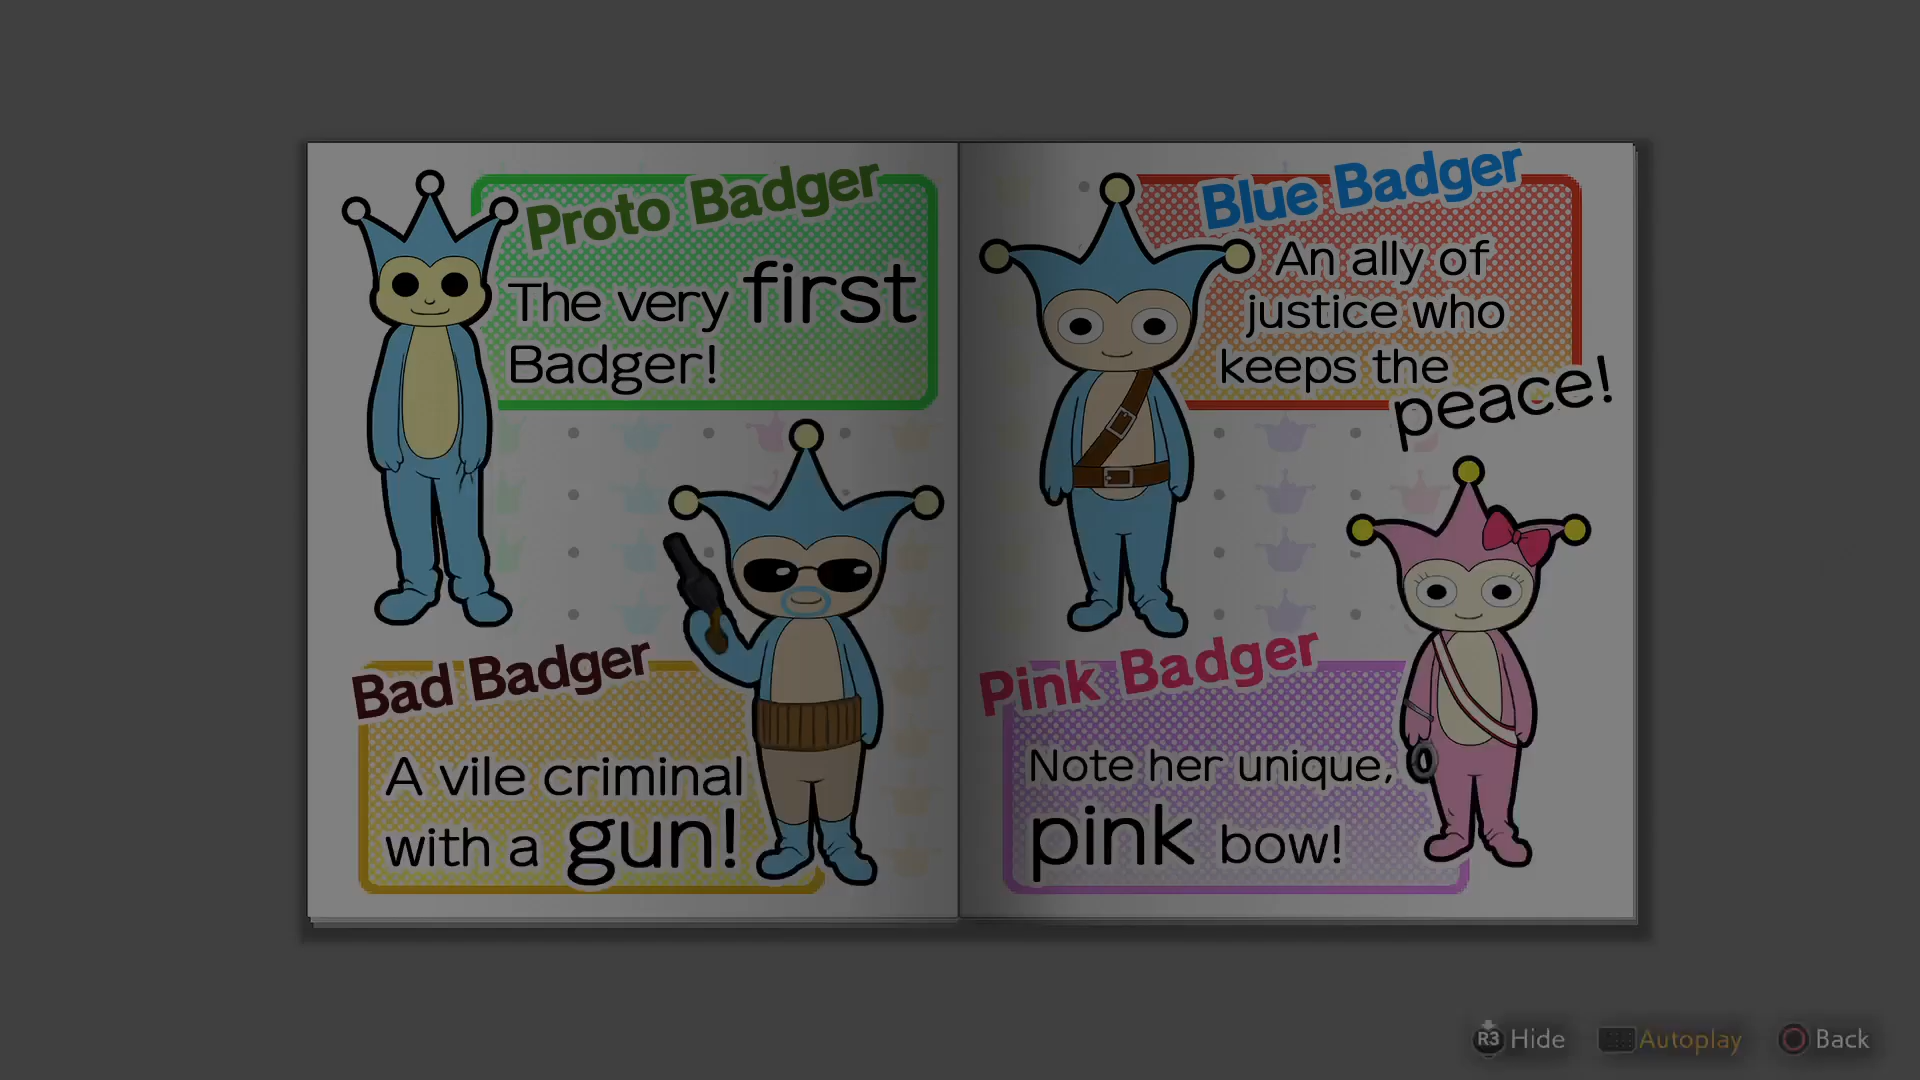 Proto Badger
The very first
Badger!
Bad Badger
A vile criminal
with a gun!
Blue Badger
An ally of
justice who
keeps the
peace!
Pink Badger
Note her unique,
pink bow!
R3 Hide Autoplay Back